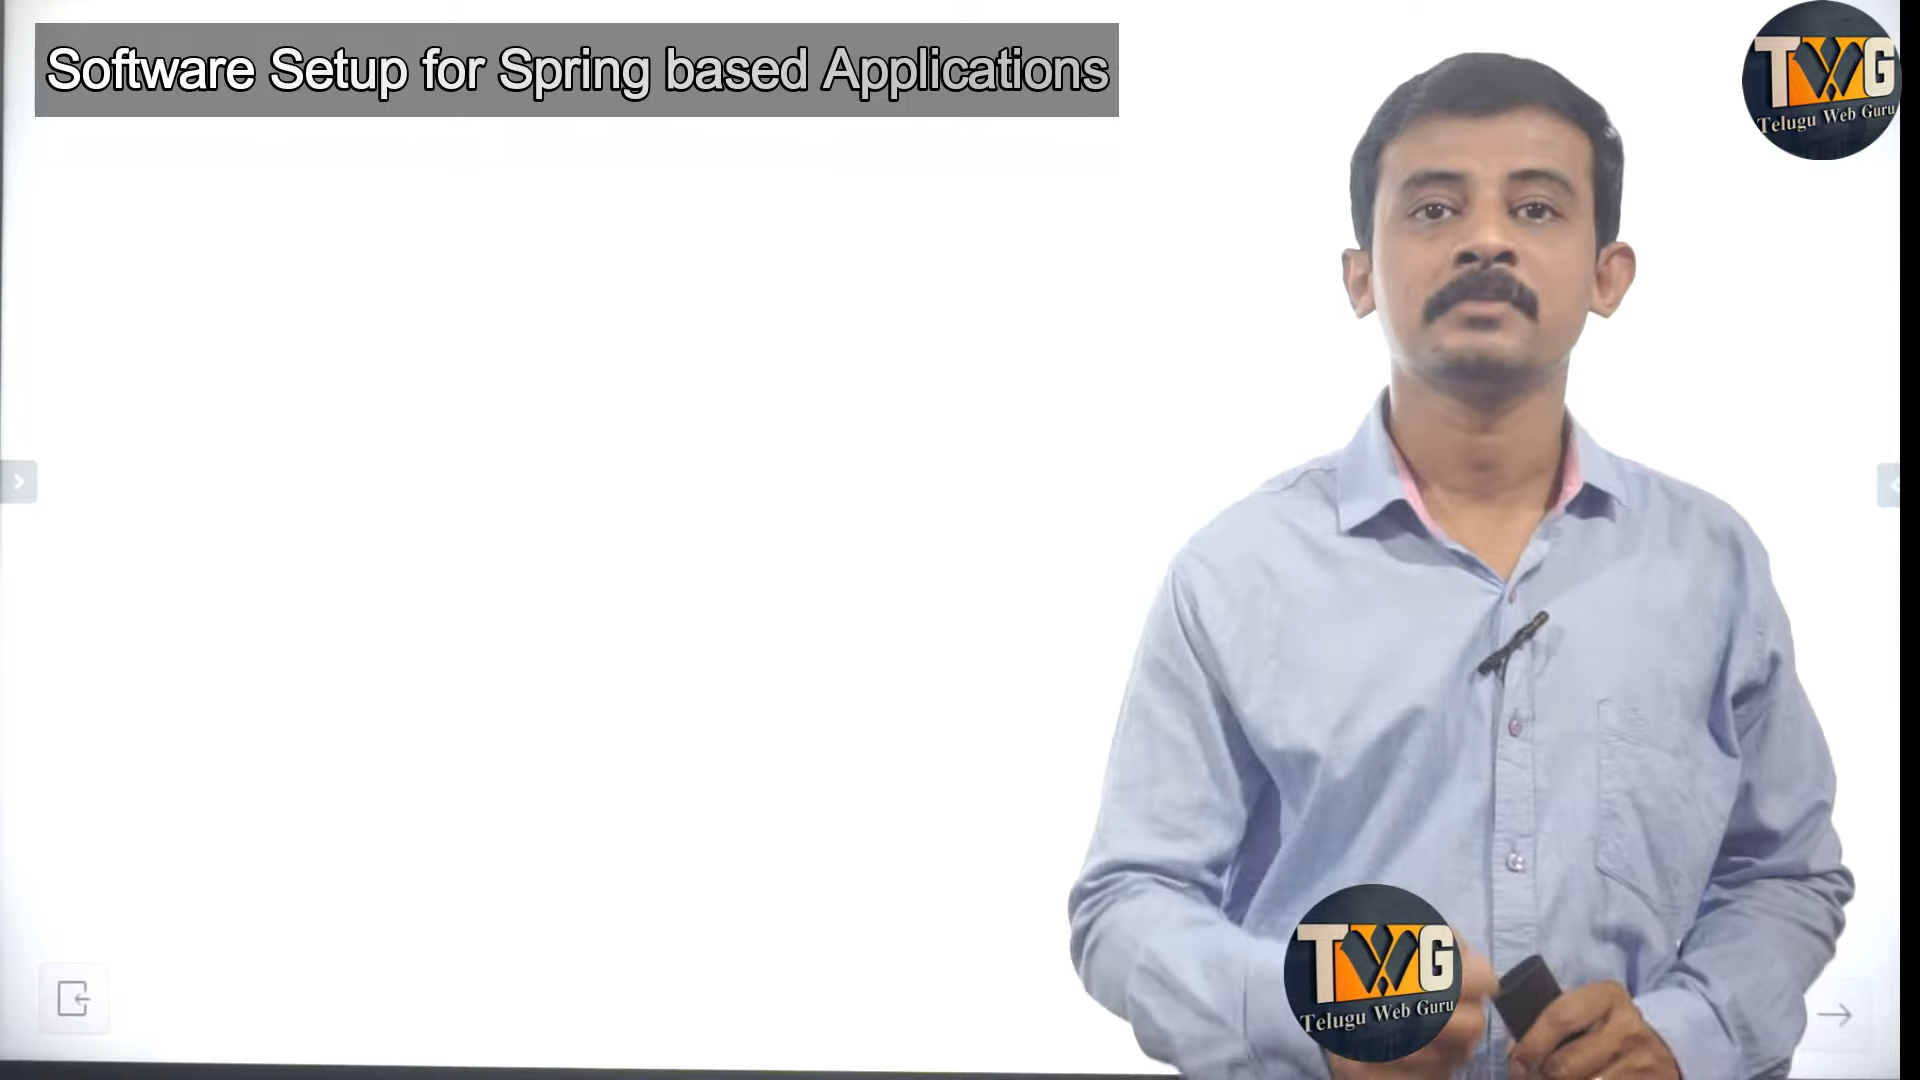 Software Setup for Spring based Applications
TWG
Telugu Web Guru
TWG
Telugu Web Guru